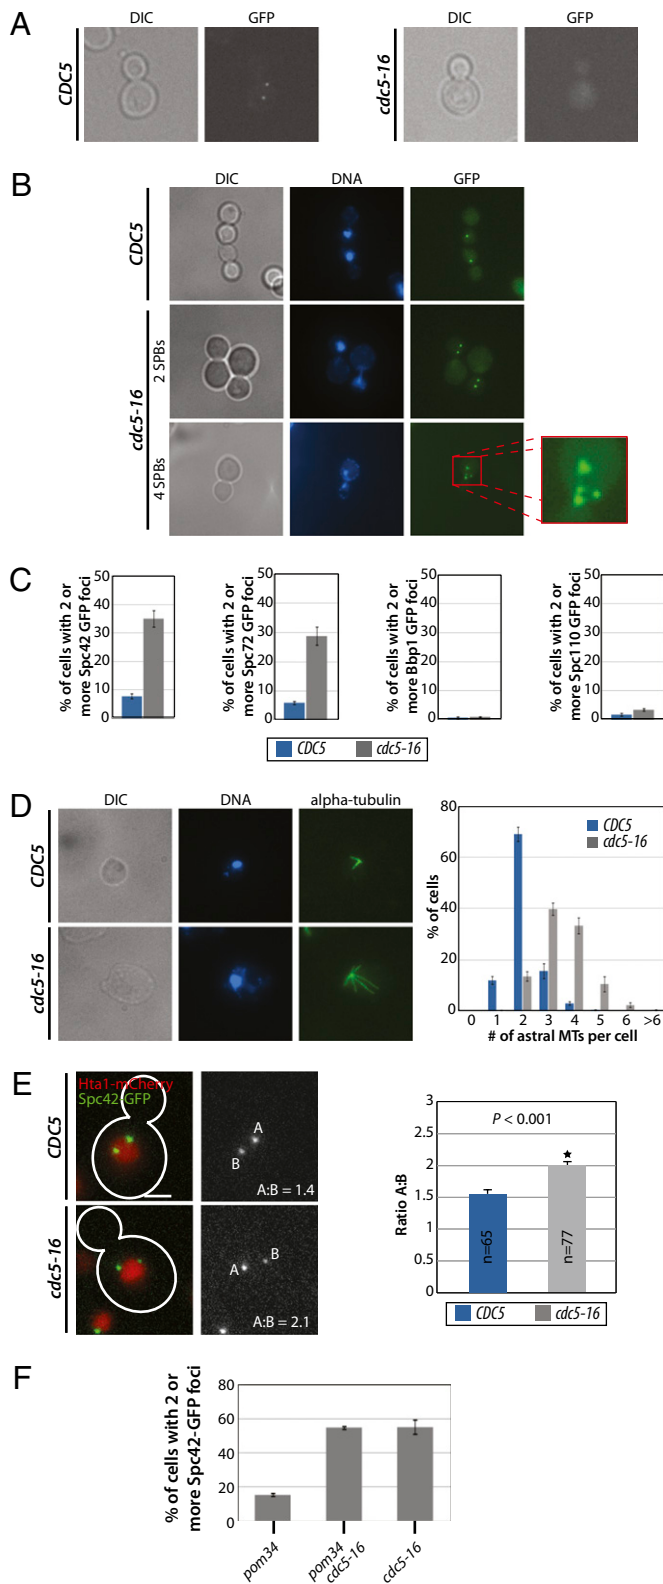 A
DIC GFP DIC GFP
CDC5
cdc5-16
B
DIC DNA GFP
CDC5
2 SPBs
cdc5-16
4 SPBs
C
% of cells with 2 or more Spc42 GFP foci
50
40
30
20
10
0
% of cells with 2 or more Spc72 GFP foci
50
40
30
20
10
0
% of cells with 2 or more Bbp1 GFP foci
50
40
30
20
10
0
% of cells with 2 or more Spc110 GFP foci
50
40
30
20
10
0
CDC5 cdc5-16
D
DIC DNA alpha-tubulin
CDC5
cdc5-16
% of cells
80
60
40
20
0
CDC5
cdc5-16
0 1 2 3 4 5 6 >6
# of astral MTs per cell
E
Hta1-mCherry
Spc42-GFP
CDC5
A
B
A:B = 1.4
cdc5-16
A
B
A:B = 2.1
Ratio A:B
3
2.5
2
1.5
1
0.5
0
P < 0.001
n=65
n=77
CDC5 cdc5-16
F
% of cells with 2 or more Spc42-GFP foci
80
60
40
20
0
pom34
pom34 cdc5-16
cdc5-16